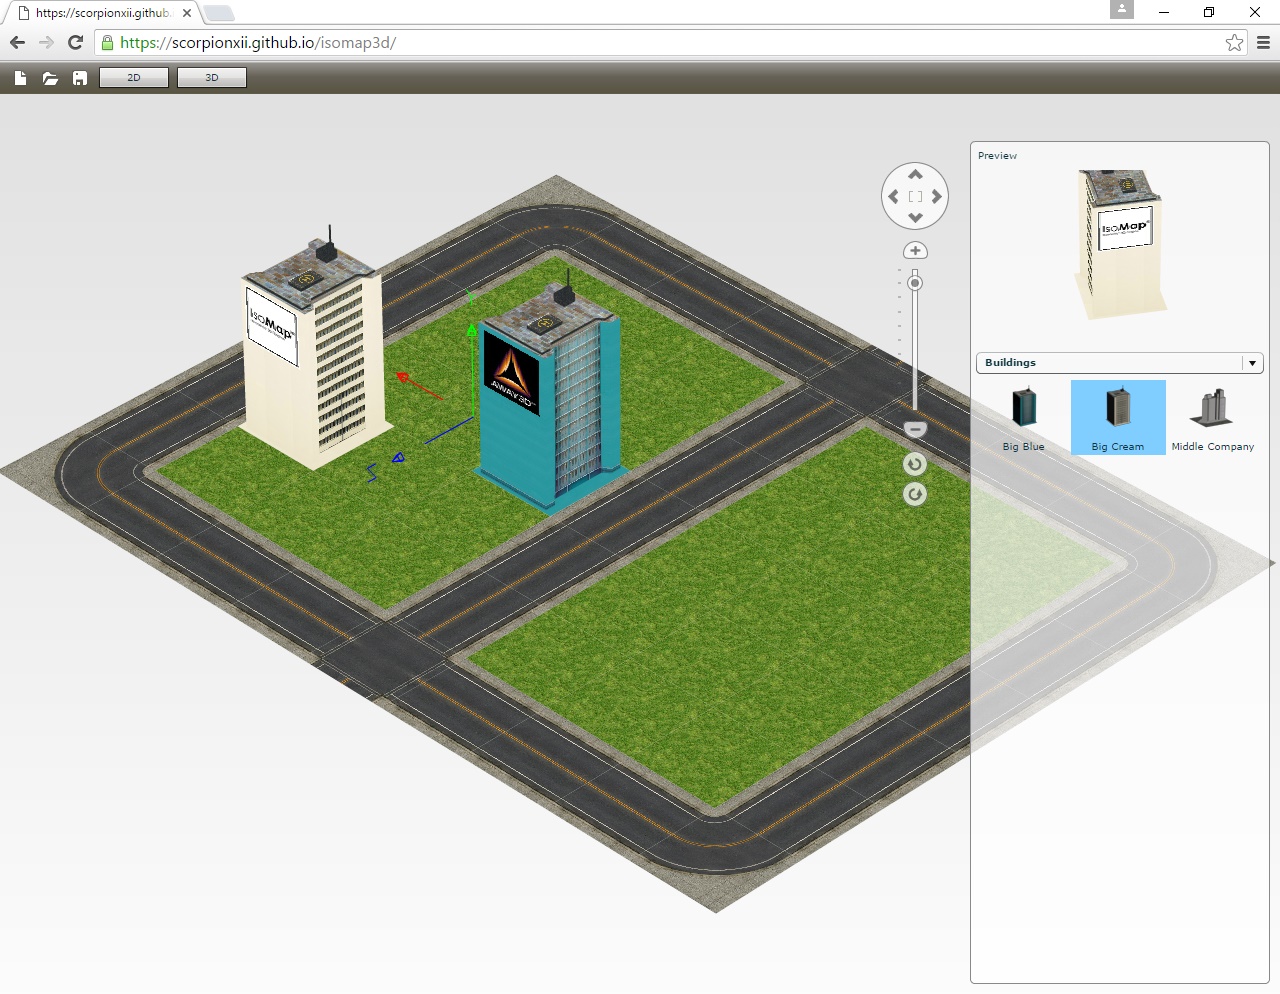 https://scorpionxii.github.
https://scorpionxii.github.io/isomap3d/
2D
3D
Preview
IsoMap
Buildings
Big Blue
Big Cream
Middle Company
IsoMap
AWAY3D
Y
Z